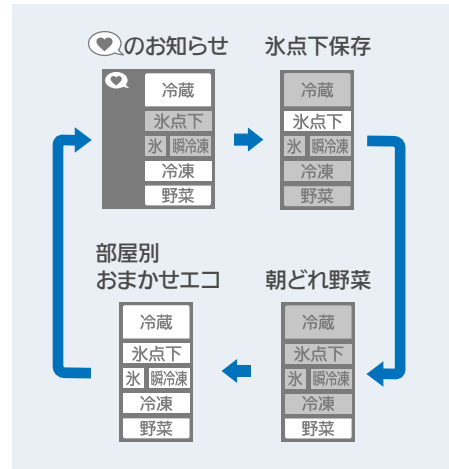 のお知らせ
冷蔵
氷点下
氷 瞬冷凍
冷凍
野菜
氷点下保存
冷蔵
氷点下
氷 瞬冷凍
冷凍
野菜
部屋別
おまかせエコ
冷蔵
氷点下
氷 瞬冷凍
冷凍
野菜
朝どれ野菜
冷蔵
氷点下
氷 瞬冷凍
冷凍
野菜